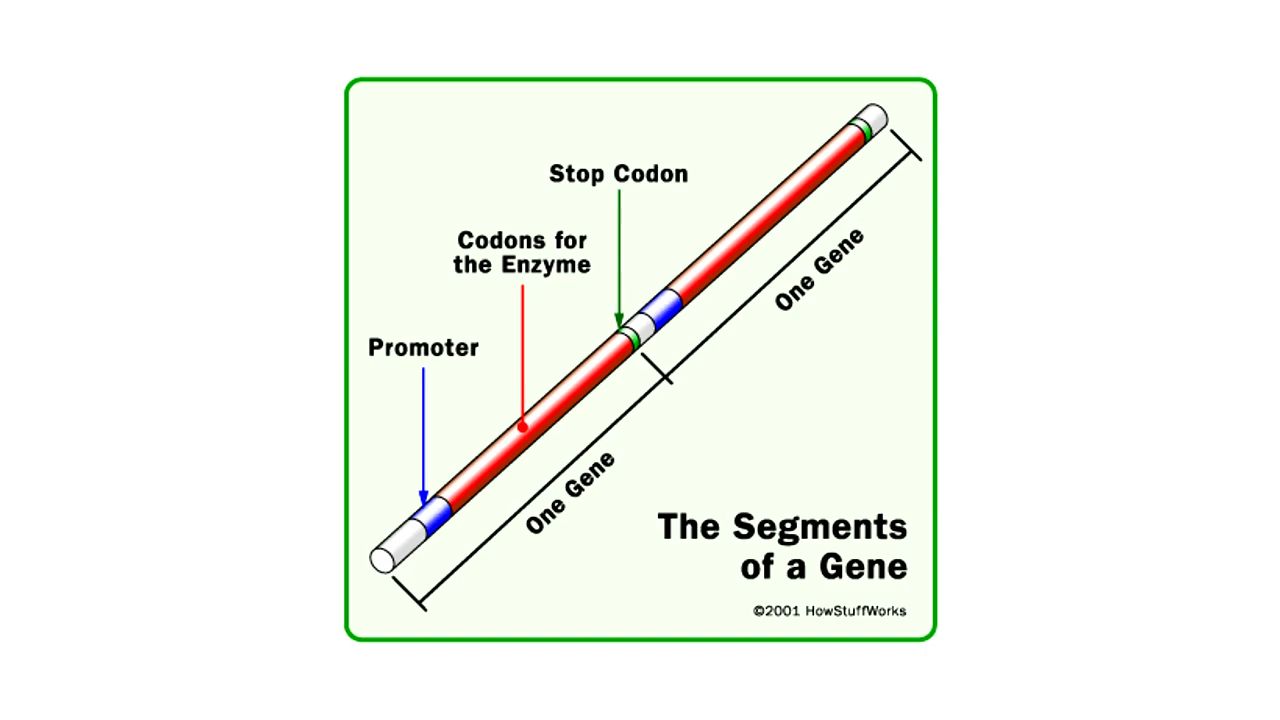 Stop Codon
Codons for
the Enzyme
Promoter
One Gene
One Gene
The Segments
of a Gene
©2001 HowStuffWorks